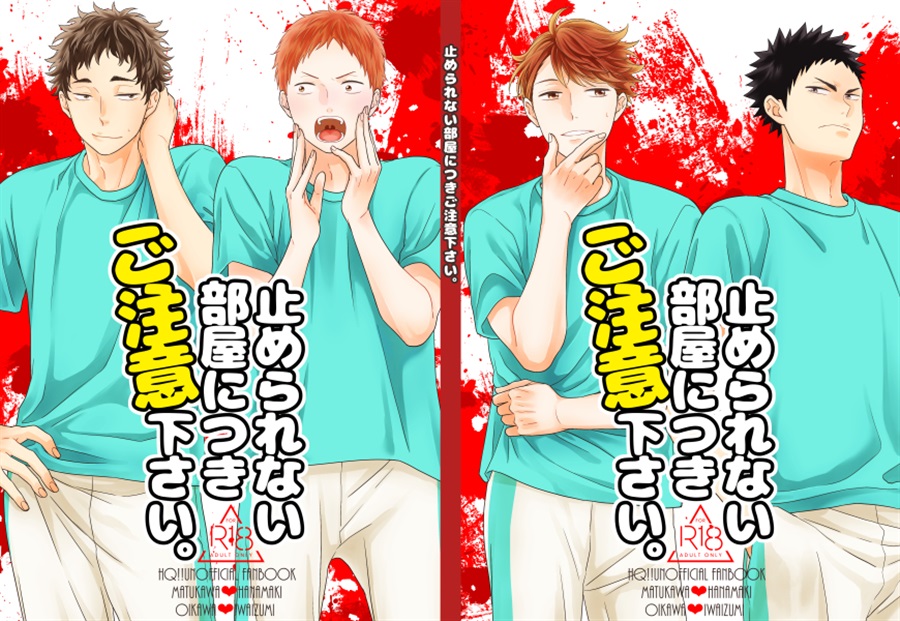 止められない
部屋につき
ご注意下さい。
FOR
R18
ADULT ONLY
HQ!!UNOFFICIAL FANBOOK
MATUKAWA❤HANAMAKI
OIKAWA❤IWAIZUMI
止められない部屋につきご注意下さい。
止められない
部屋につき
ご注意下さい。
FOR
R18
ADULT ONLY
HQ!!UNOFFICIAL FANBOOK
MATUKAWA❤HANAMAKI
OIKAWA❤IWAIZUMI